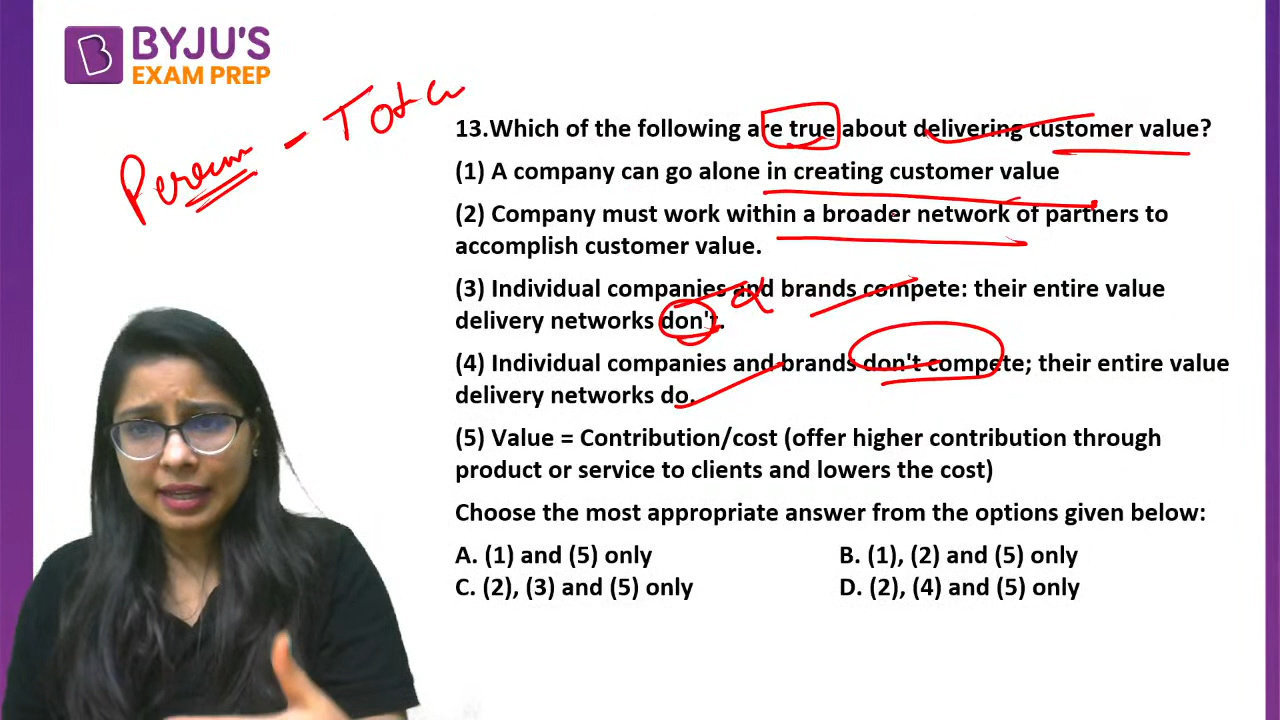 BYJU'S
EXAM PREP
Total
13.Which of the following are true about delivering customer value?
(1) A company can go alone in creating customer value
(2) Company must work within a broader network of partners to
accomplish customer value.
(3) Individual companies and brands compete: their entire value
delivery networks don't.
(4) Individual companies and brands don't compete; their entire value
delivery networks do.
(5) Value = Contribution/cost (offer higher contribution through
product or service to clients and lowers the cost)
Choose the most appropriate answer from the options given below:
A. (1) and (5) only
B. (1), (2) and (5) only
C. (2), (3) and (5) only
D. (2), (4) and (5) only